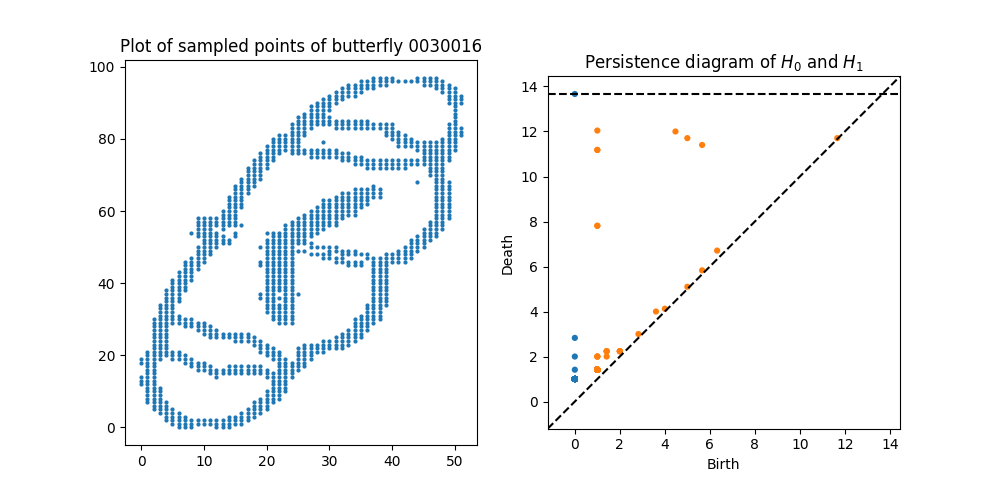 Plot of sampled points of butterfly 0030016
100
80
60
40
20
0
0 10 20 30 40 50
Persistence diagram of H₀ and H₁
14
12
10
8
6
4
2
0
Death
0 2 4 6 8 10 12 14
Birth